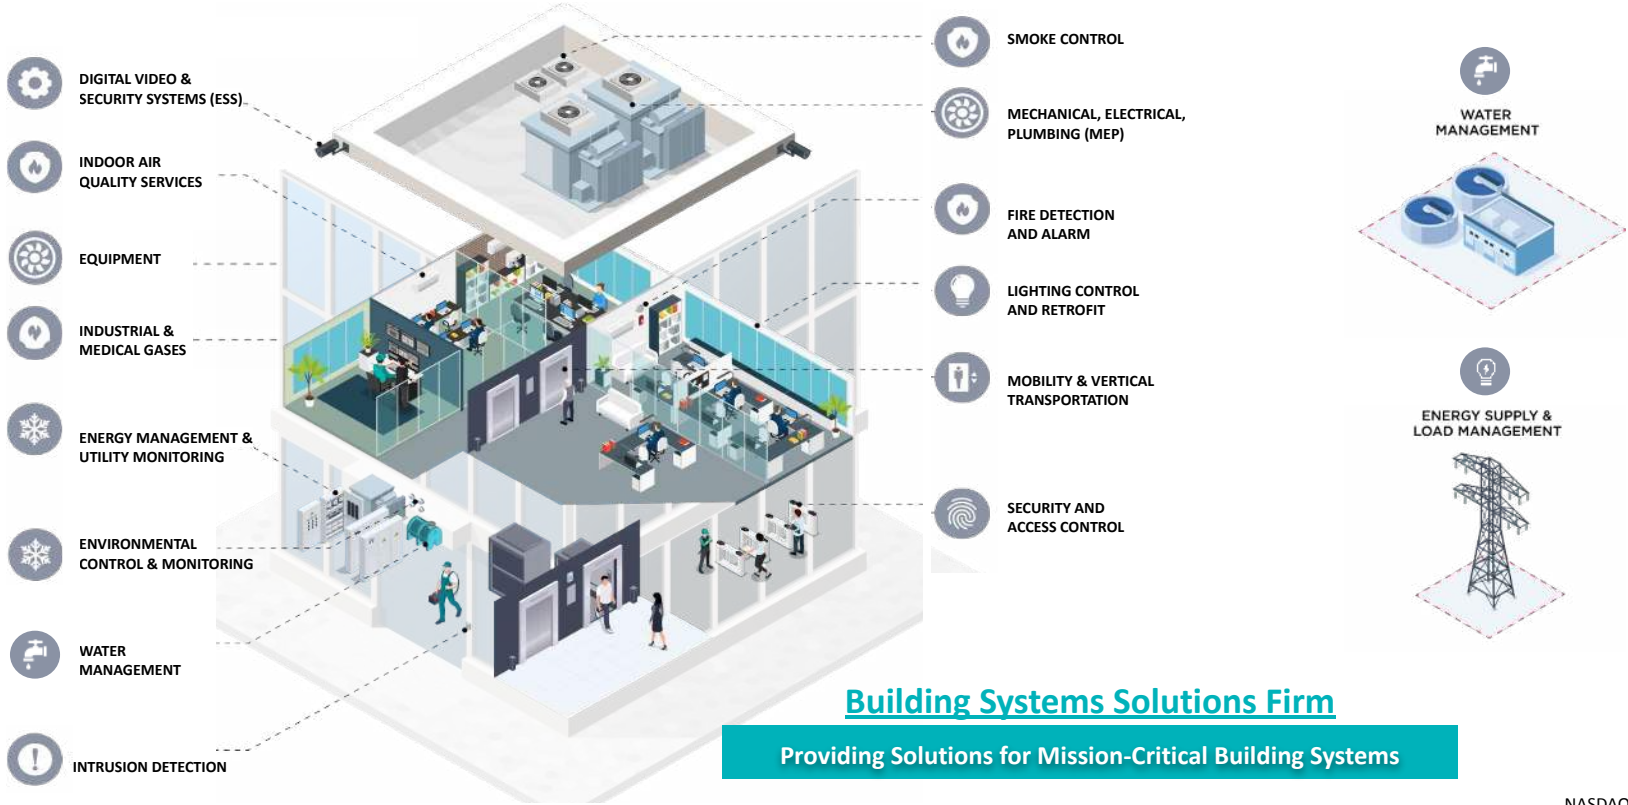 DIGITAL VIDEO &
SECURITY SYSTEMS (ESS)
INDOOR AIR
QUALITY SERVICES
EQUIPMENT
INDUSTRIAL &
MEDICAL GASES
ENERGY MANAGEMENT &
UTILITY MONITORING
ENVIRONMENTAL
CONTROL & MONITORING
WATER
MANAGEMENT
INTRUSION DETECTION
SMOKE CONTROL
MECHANICAL, ELECTRICAL,
PLUMBING (MEP)
FIRE DETECTION
AND ALARM
LIGHTING CONTROL
AND RETROFIT
MOBILITY & VERTICAL
TRANSPORTATION
SECURITY AND
ACCESS CONTROL
WATER
MANAGEMENT
ENERGY SUPPLY &
LOAD MANAGEMENT
Building Systems Solutions Firm
Providing Solutions for Mission-Critical Building Systems